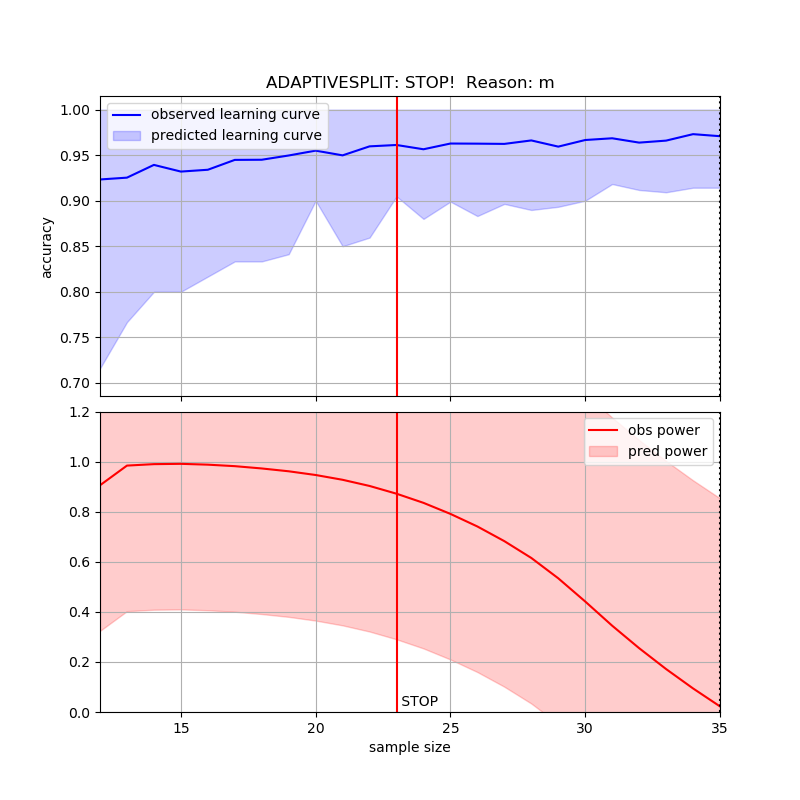 ADAPTIVESPLIT: STOP!  Reason: m
observed learning curve
predicted learning curve
1.00
0.95
0.90
0.85
0.80
0.75
0.70
accuracy
obs power
pred power
1.2
1.0
0.8
0.6
0.4
0.2
0.0
STOP
15 20 25 30 35
sample size